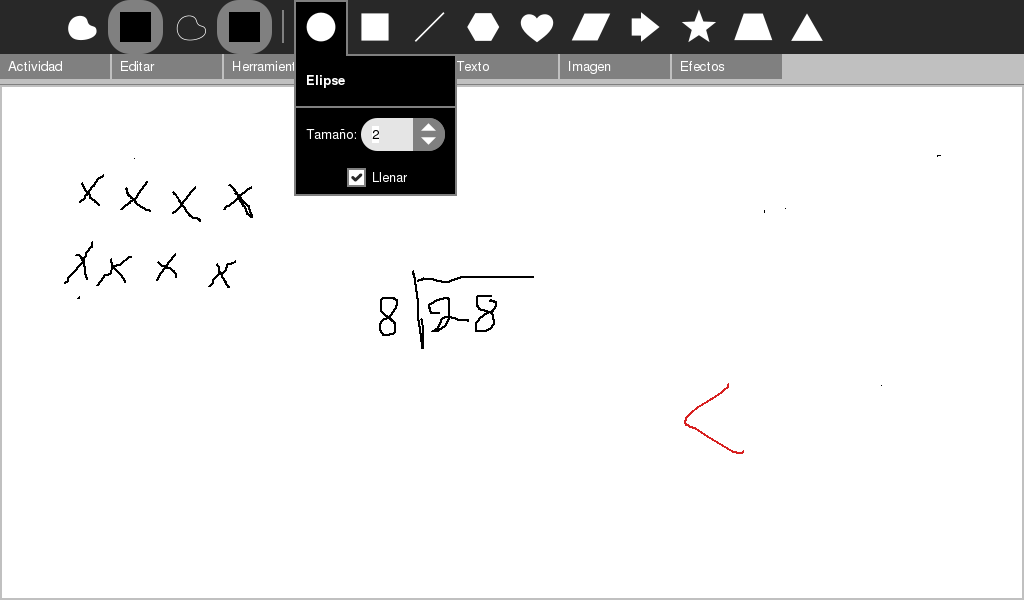 Actividad Editar Herramient Texto Imagen Efectos
Elipse
Tamaño: 2
Llenar
x x x x
x x x x
8 28
<